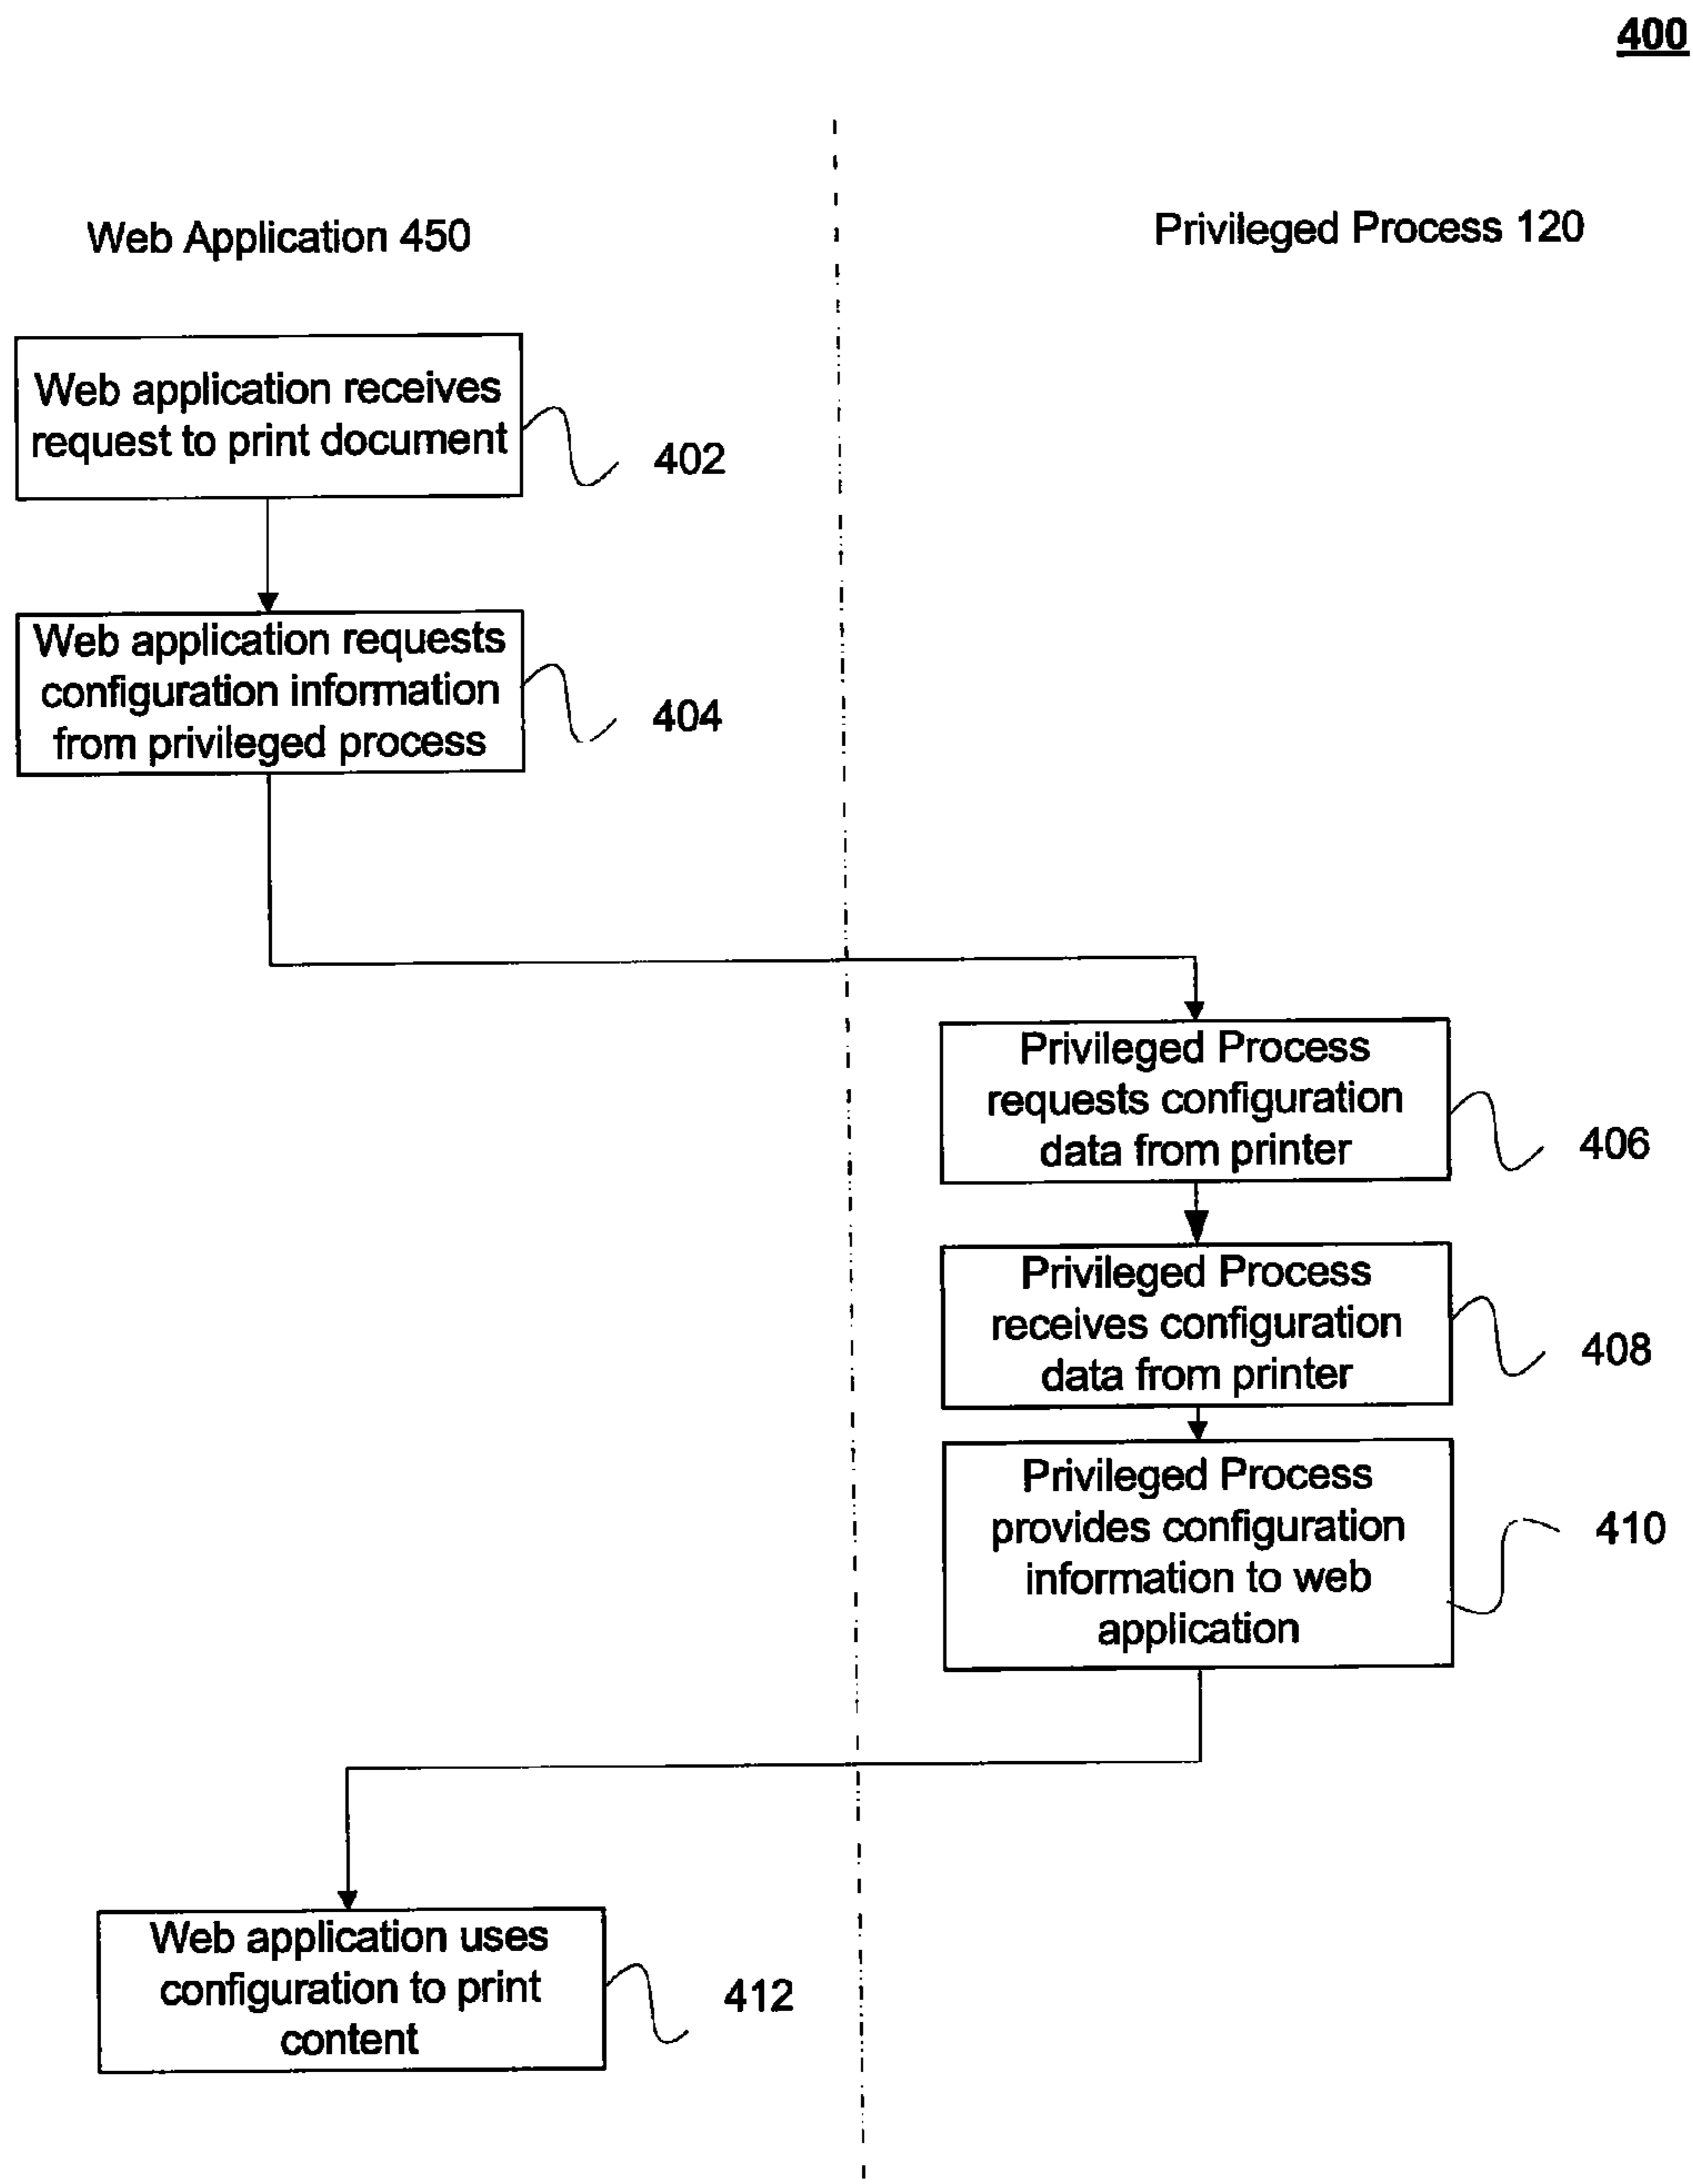 400
Web Application 450
Privileged Process 120
Web application receives
request to print document
402
Web application requests
configuration information
from privileged process
404
Privileged Process
requests configuration
data from printer
406
Privileged Process
receives configuration
data from printer
408
Privileged Process
provides configuration
information to web
application
410
Web application uses
configuration to print
content
412